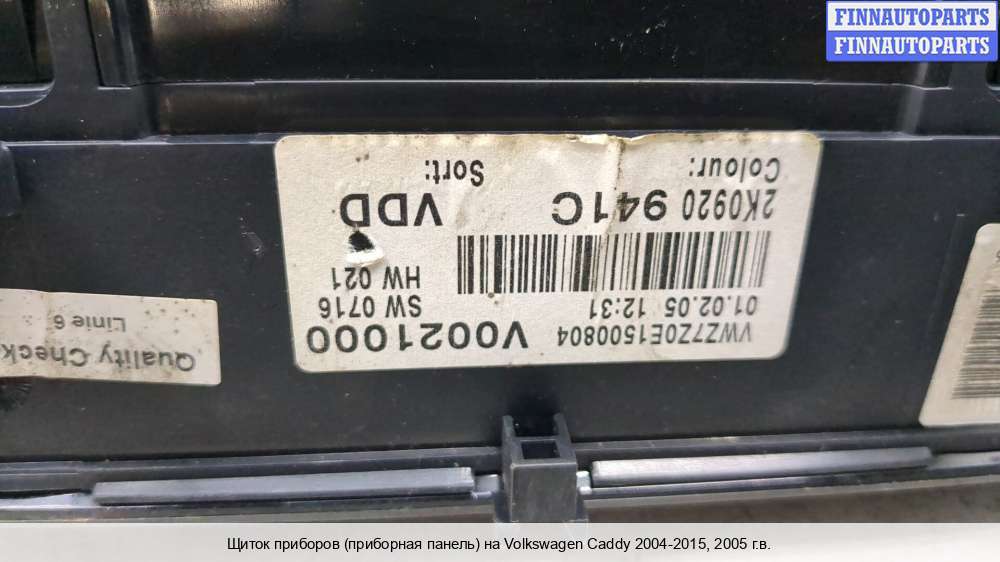 FINNAUTOPARTS
FINNAUTOPARTS
VWZ7Z0E1500804 V0021000
01.02.05 12:31 SW 0716
HW 021
2K0920 941C VDD
Colour: Sort:
Quality Check
Linie 6
Щиток приборов (приборная панель) на Volkswagen Caddy 2004-2015, 2005 г.в.